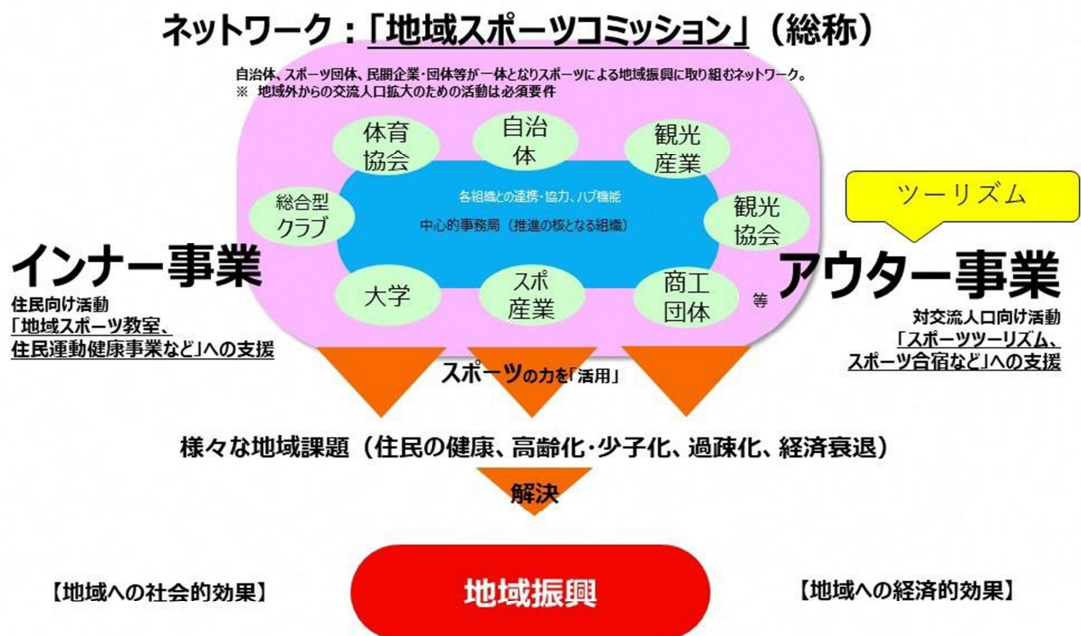 ネットワーク：「地域スポーツコミッション」（総称）
自治体、スポーツ団体、民間企業・団体等が一体となりスポーツによる地域振興に取り組むネットワーク。
※ 地域外からの交流人口拡大のための活動は必須要件
体育
協会
自治
体
観光
産業
総合型
クラブ
各組織との連携・協力、ハブ機能
中心的事務局（推進の核となる組織）
観光
協会
大学
スポ
産業
商工
団体
等
ツーリズム
インナー事業
住民向け活動
「地域スポーツ教室、
住民運動健康事業など」への支援
アウター事業
対交流人口向け活動
「スポーツツーリズム、
スポーツ合宿など」への支援
スポーツの力を「活用」
様々な地域課題（住民の健康、高齢化・少子化、過疎化、経済衰退）
解決
【地域への社会的効果】
地域振興
【地域への経済的効果】